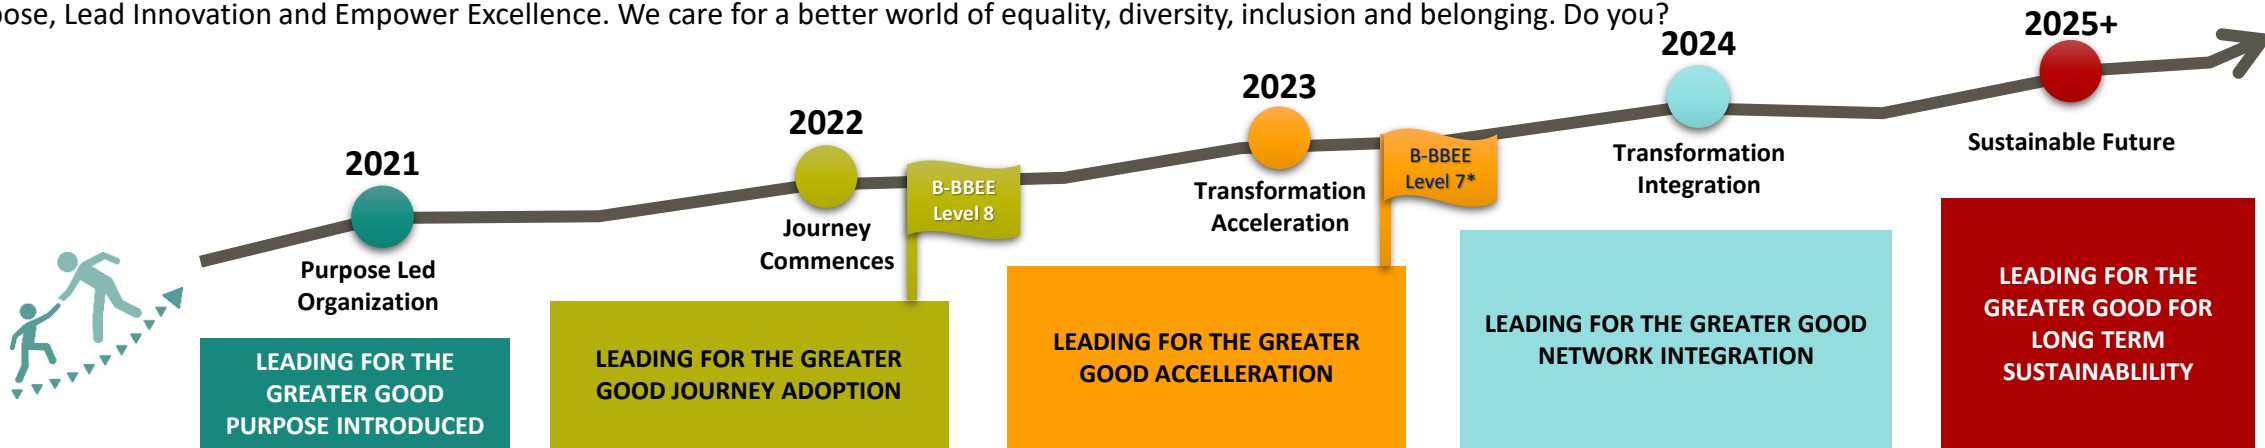 pose, Lead Innovation and Empower Excellence. We care for a better world of equality, diversity, inclusion and belonging. Do you?
2021
Purpose Led
Organization
LEADING FOR THE
GREATER GOOD
PURPOSE INTRODUCED
2022
Journey
Commences
B-BBEE
Level 8
LEADING FOR THE GREATER
GOOD JOURNEY ADOPTION
2023
Transformation
Acceleration
B-BBEE
Level 7*
LEADING FOR THE GREATER
GOOD ACCELLERATION
2024
Transformation
Integration
LEADING FOR THE GREATER GOOD
NETWORK INTEGRATION
2025+
Sustainable Future
LEADING FOR THE
GREATER GOOD FOR
LONG TERM
SUSTAINABLILITY